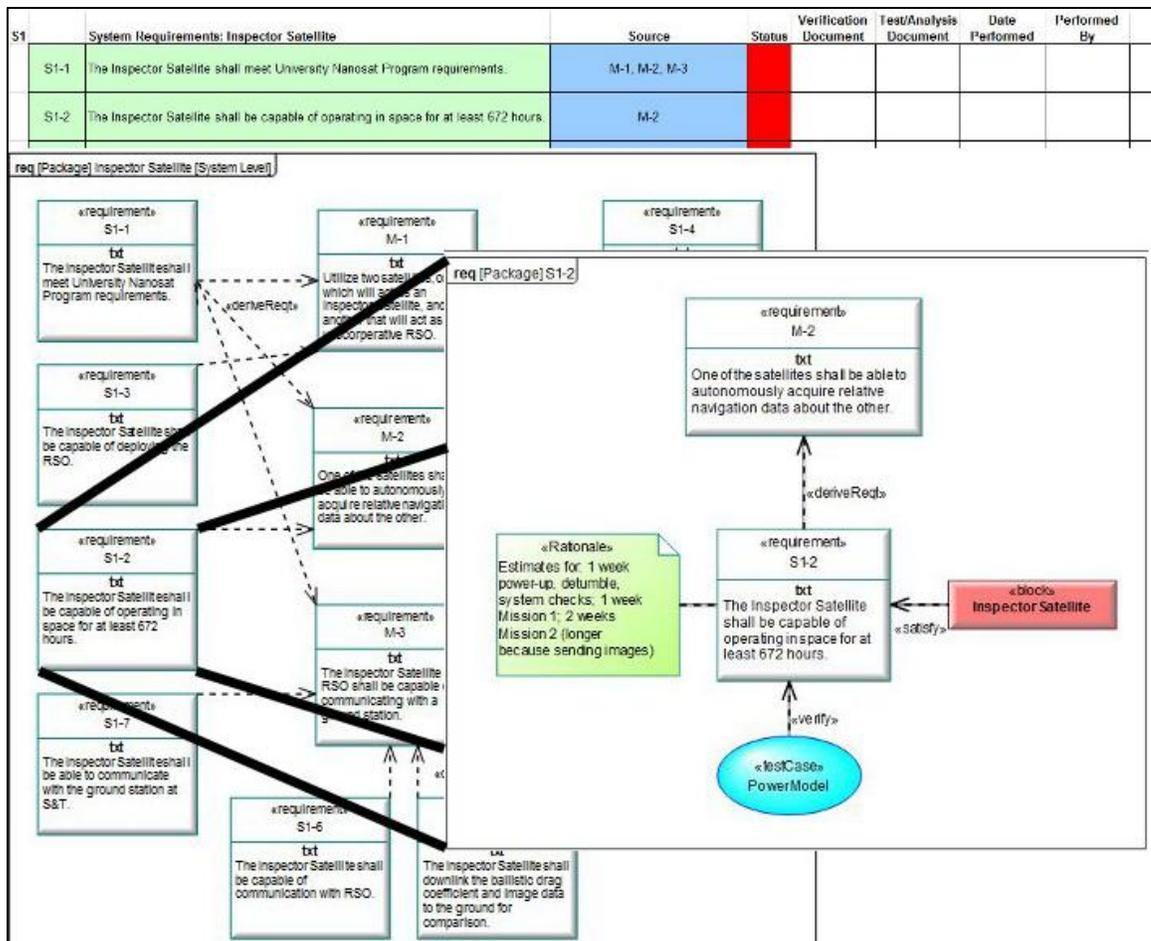 S1 System Requirements: Inspector Satellite Source Status Verification Document Test/Analysis Document Date Performed Performed By
S1-1 The Inspector Satellite shall meet University Nanosat Program requirements. M-1, M-2, M-3
S1-2 The Inspector Satellite shall be capable of operating in space for at least 672 hours. M-2
req [Package] Inspector Satellite [System Level]
«requirement»
S1-1
txt
The Inspector Satellite shall
meet University Nanosat
Program requirements.
«deriveReqt»
«requirement»
M-1
txt
Utilize two satellites, 
which will as an
Inspector Satellite, and
another that will act as
RSO.
«requirement»
S1-4
«requirement»
S1-3
txt
The Inspector Satellite
be capable of deploying the
RSO.
«requirement»
M-2
txt
One of the satellites
be able to autonomously
acquire relative
data about the other.
«requirement»
S1-2
txt
The Inspector Satellite shall
be capable of operating in
space for at least 672
hours.
«requirement»
M-3
txt
The Inspector Satellite
RSO shall be capable
communicating with a
ground station.
«requirement»
S1-7
txt
The Inspector Satellite shall
be able to communicate
with the ground station at
S&T.
«requirement»
S1-6
txt
The Inspector Satellite shall
be capable of
communication with RSO.
txt
The Inspector Satellite shall
downlink the ballistic drag
coefficient and image data
to the ground for
comparison.
req [Package] S1-2
«requirement»
M-2
txt
One of the satellites shall be able to
autonomously acquire relative
navigation data about the other.
«deriveReqt»
«Rationale»
Estimates for: 1 week
power-up, detumble,
system checks; 1 week
Mission 1; 2 weeks
Mission 2 (longer
because sending images)
«requirement»
S1-2
txt
The Inspector Satellite
shall be capable of
operating in space for at
least 672 hours.
«block»
Inspector Satellite
«satisfy»
«verify»
«testCase»
PowerModel